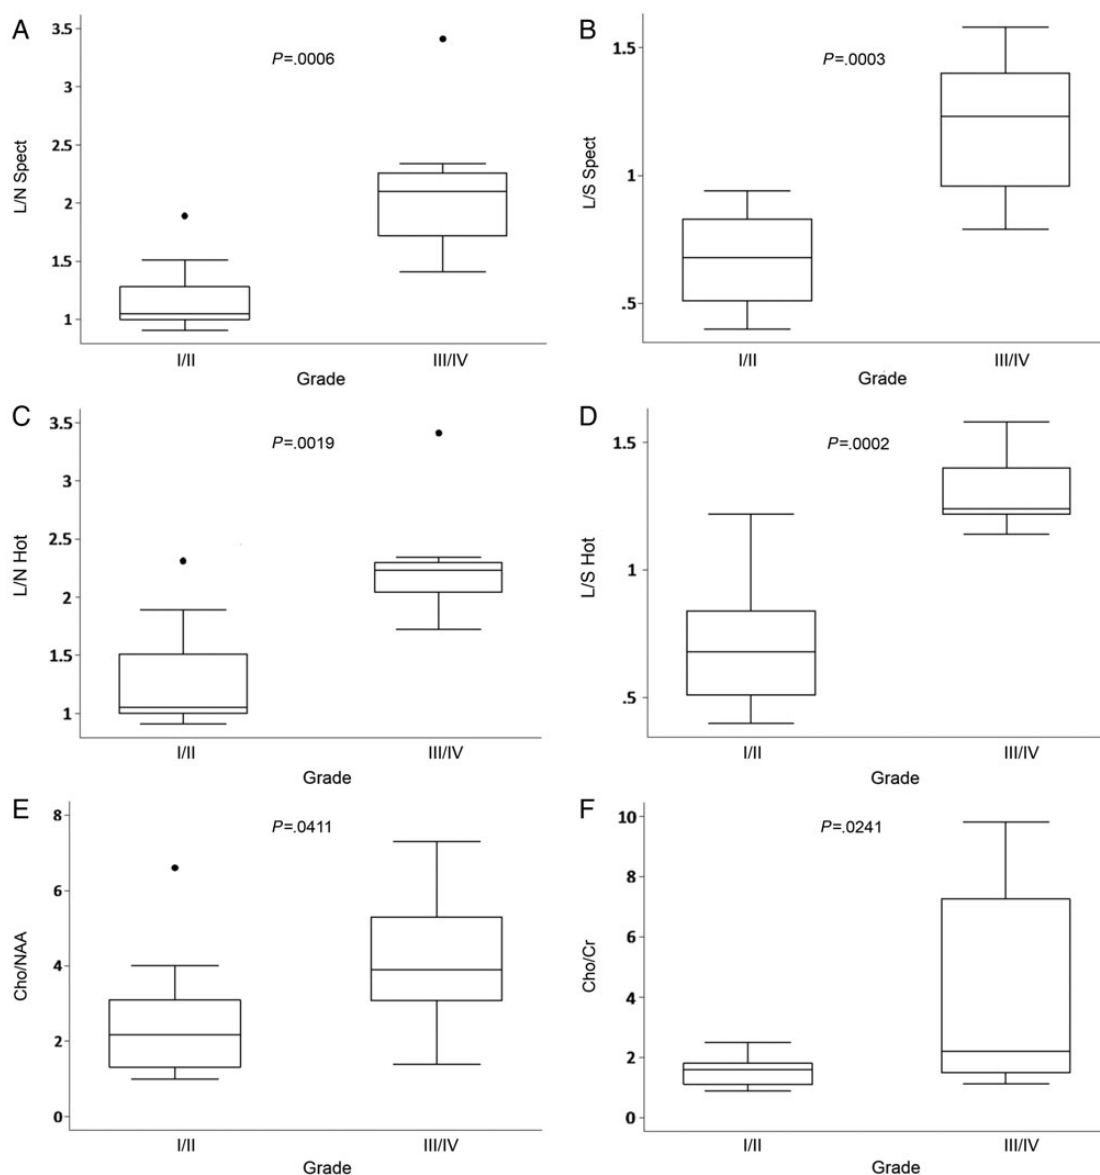 A
P=.0006
L/N Spect
3.5
3
2.5
2
1.5
1
I/II
III/IV
Grade
B
P=.0003
L/S Spect
1.5
1
.5
I/II
III/IV
Grade
C
P=.0019
L/N Hot
3.5
3
2.5
2
1.5
1
I/II
III/IV
Grade
D
P=.0002
L/S Hot
1.5
1
.5
I/II
III/IV
Grade
E
P=.0411
Cho/NAA
8
6
4
2
0
I/II
III/IV
Grade
F
P=.0241
Cho/Cr
10
8
6
4
2
0
I/II
III/IV
Grade